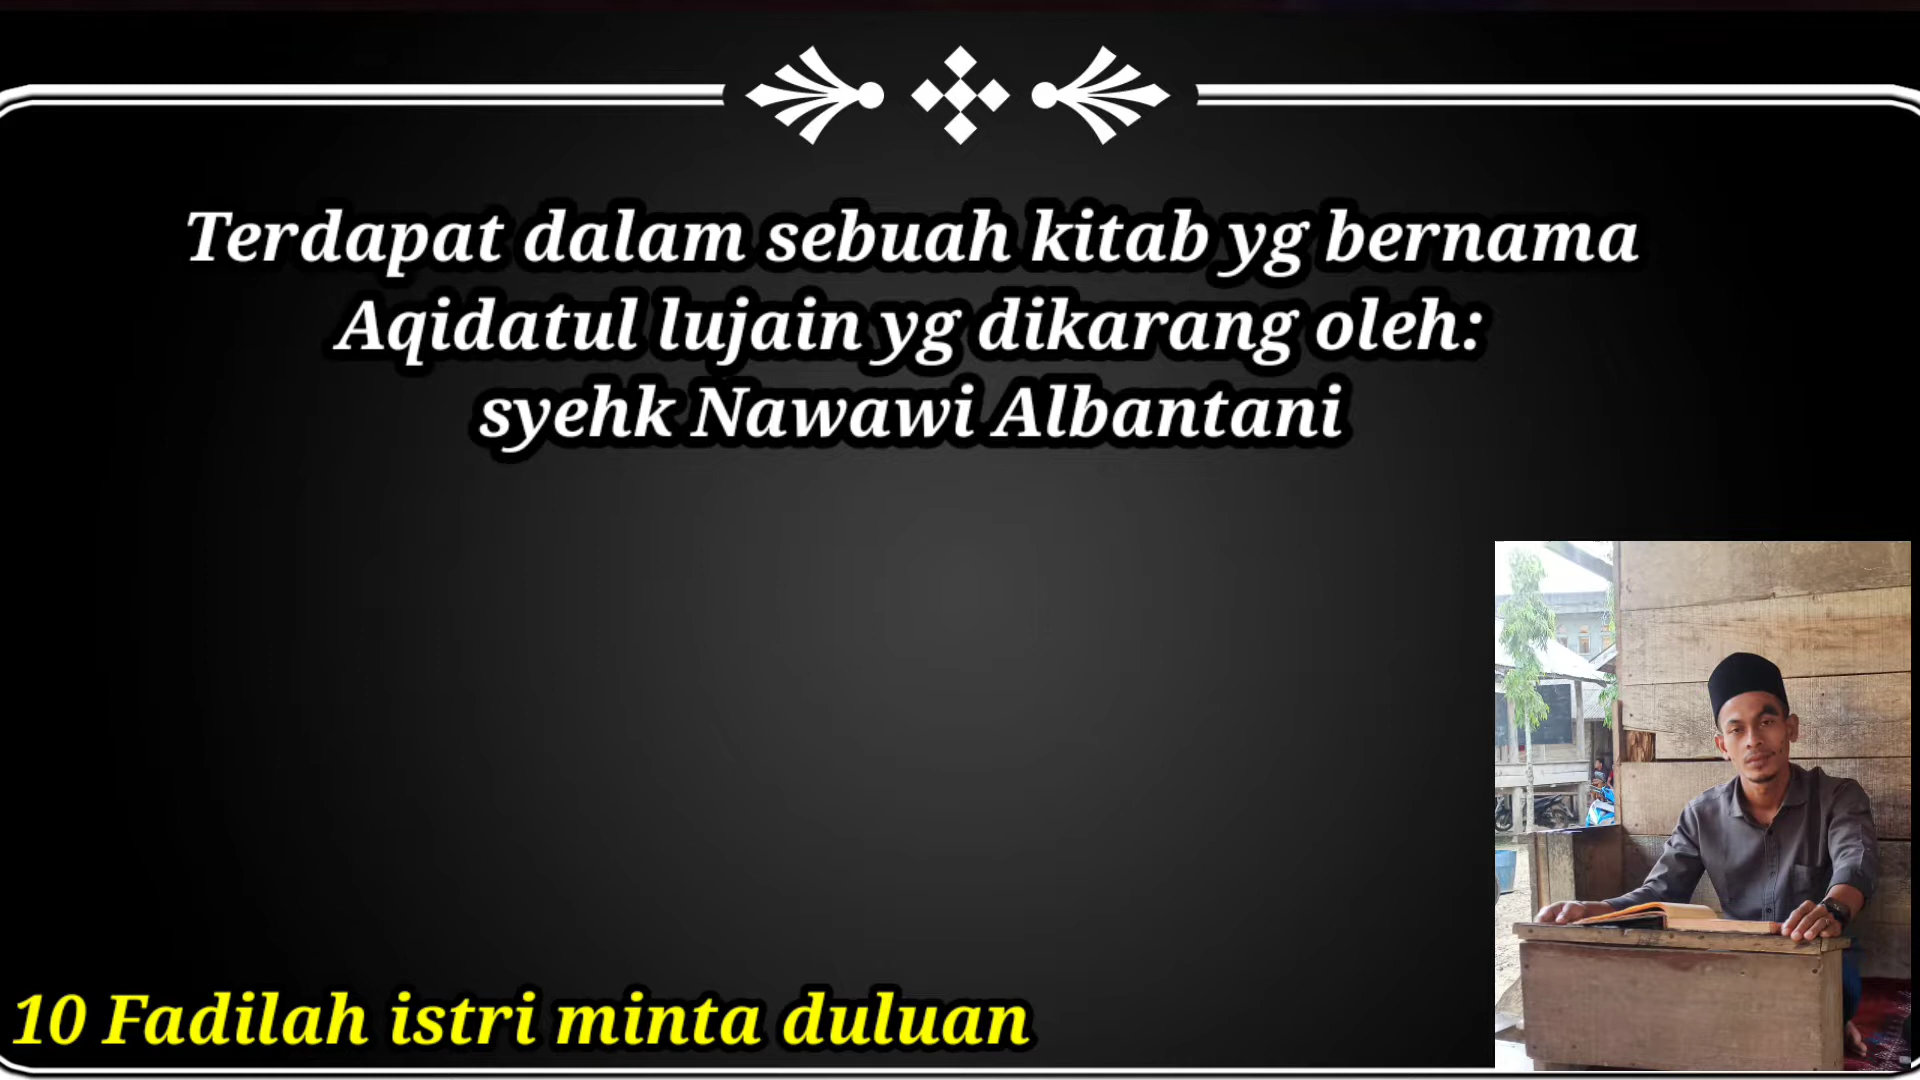 Terdapat dalam sebuah kitab yg bernama
Aqidatul lujain yg dikarang oleh:
syehk Nawawi Albantani
10 Fadilah istri minta duluan